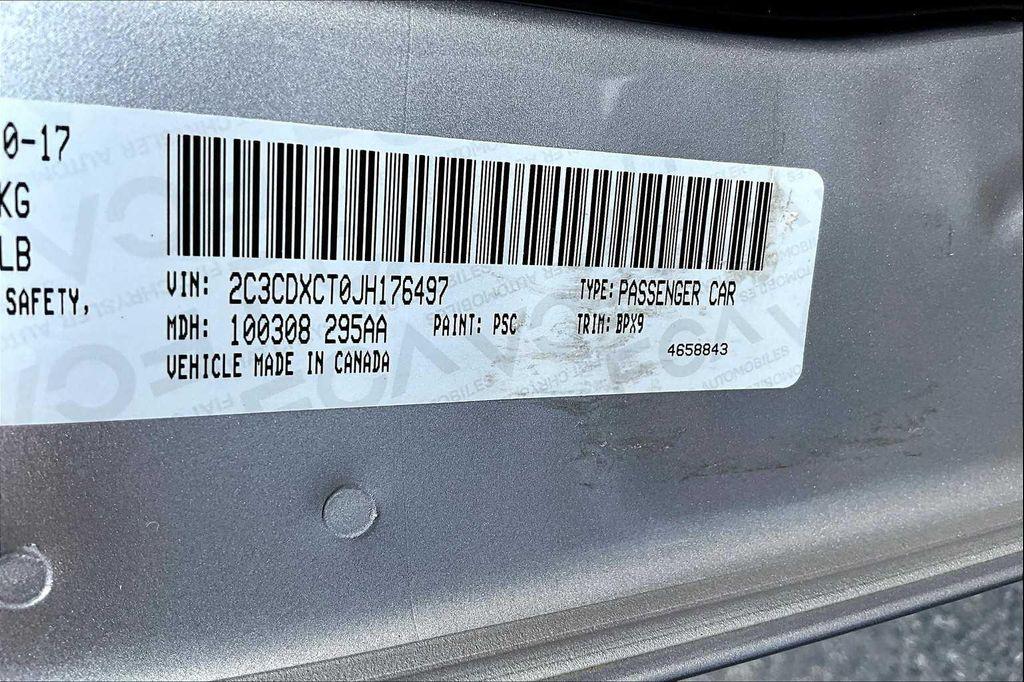 0-17
KG
LB
SAFETY,
VIN: 2C3CDXCT0JH176497 TYPE: PASSENGER CAR
MDH: 100308 295AA PAINT: PSC TRIM: BPX9
VEHICLE MADE IN CANADA 4658843